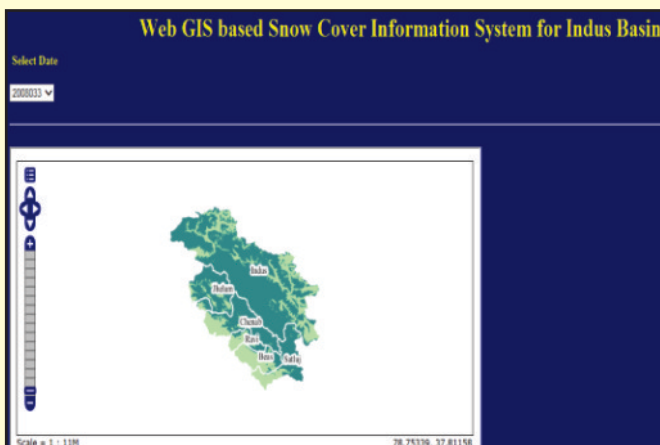 Web GIS based Snow Cover Information System for Indus Basin
Select Date
2008033
Indus
Jhelum
Chenab
Ravi
Beas
Satluj
Scale = 1 : 11M
78.75339, 37.81158